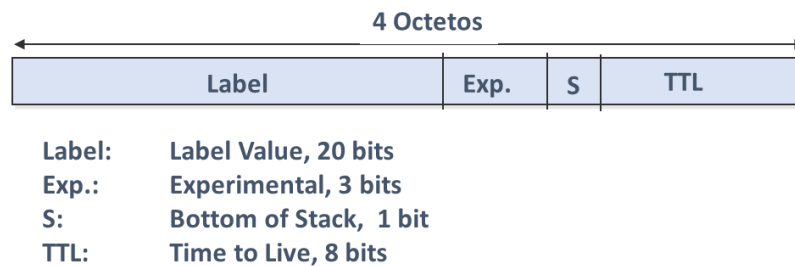 4 Octetos
Label Exp. S TTL
Label: Label Value, 20 bits
Exp.: Experimental, 3 bits
S: Bottom of Stack, 1 bit
TTL: Time to Live, 8 bits